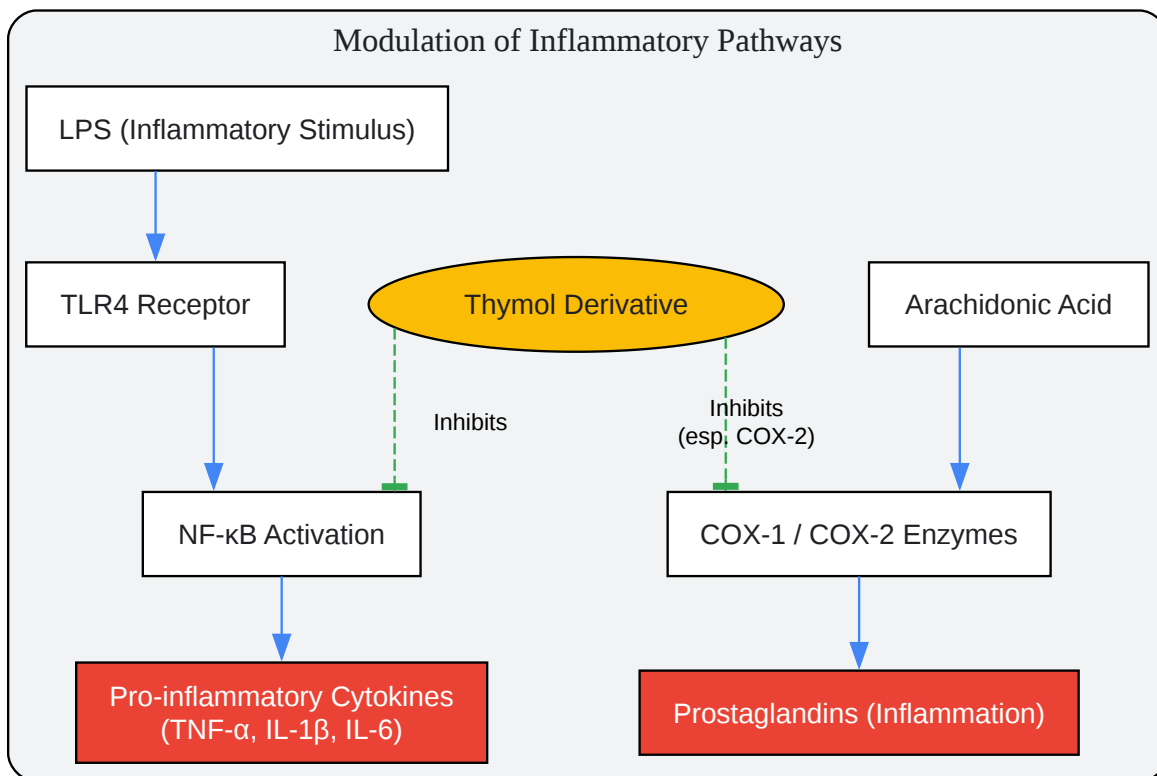 Modulation of Inflammatory Pathways
LPS (Inflammatory Stimulus)
TLR4 Receptor
Thymol Derivative
Arachidonic Acid
Inhibits
Inhibits
(esp. COX-2)
NF-κB Activation
COX-1 / COX-2 Enzymes
Pro-inflammatory Cytokines
(TNF-α, IL-1β, IL-6)
Prostaglandins (Inflammation)